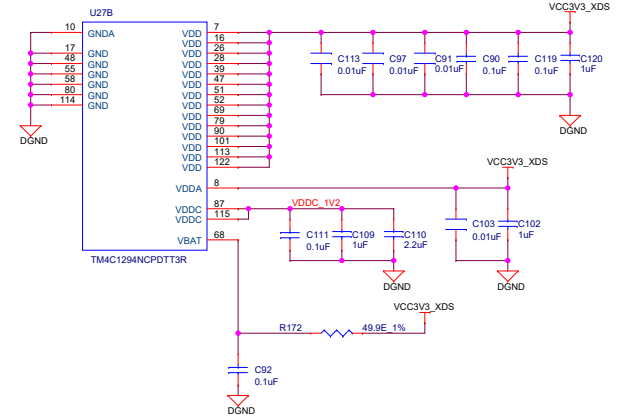 U27B
VCC3V3_XDS
10 GNDA VDD 7
17 GND VDD 16
48 GND VDD 26
55 GND VDD 28
58 GND VDD 39
80 GND VDD 47
114 GND VDD 51
VDD 52
VDD 69
VDD 79
VDD 90
VDD 101
VDD 113
VDD 122
C113 C97 C91 C90 C119 C120
0.01uF 0.01uF 0.01uF 0.1uF 0.1uF 1uF
DGND
DGND
VCC3V3_XDS
VDDA 8
VDDC 87 VDDC_1V2
VDDC 115
C103 C102
0.01uF 1uF
VBAT 68
C111 C109 C110
0.1uF 1uF 2.2uF
TM4C1294NCPDTT3R
DGND DGND
VCC3V3_XDS
R172 49.9E_1%
C92
0.1uF
DGND